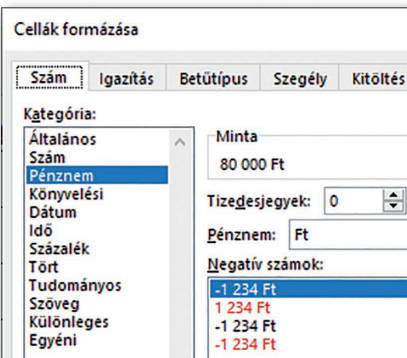 Cellák formázása
Szám Igazítás Betűtípus Szegély Kitöltés
Kategória:
Általános
Szám
Pénznem
Könyvelési
Dátum
Idő
Százalék
Tört
Tudományos
Szöveg
Különleges
Egyéni
Minta
80 000 Ft
Tizedesjegyek: 0
Pénznem: Ft
Negatív számok:
-1 234 Ft
1 234 Ft
-1 234 Ft
-1 234 Ft